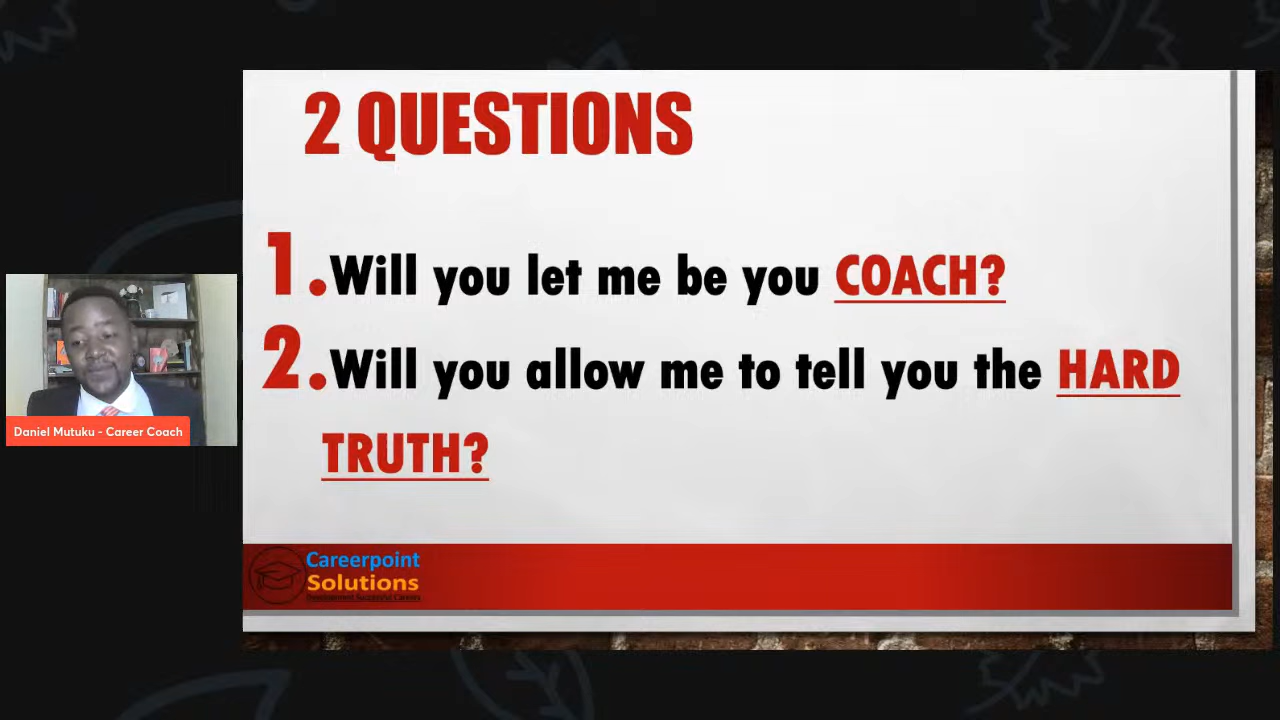 2 QUESTIONS
1.Will you let me be you COACH?
2.Will you allow me to tell you the HARD
TRUTH?
Daniel Mutuku - Career Coach
Careerpoint
Solutions